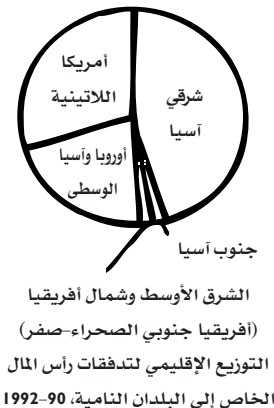 أمريكا
اللاتينية
شرقي
آسيا
أوروبا وآسيا
الوسطى
جنوب آسيا
الشرق الأوسط وشمال أفريقيا
(أفريقيا جنوبي الصحراء-صفر)
التوزيع الإقليمي لتدفقات رأس المال
الخاص إلى البلدان النامية، 90-1992